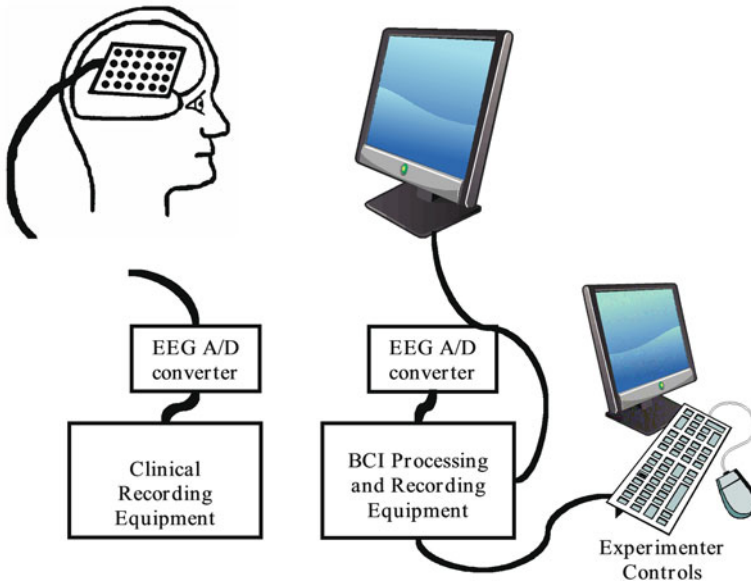 EEG A/D
converter
EEG A/D
converter
Clinical
Recording
Equipment
BCI Processing
and Recording
Equipment
Experimenter
Controls